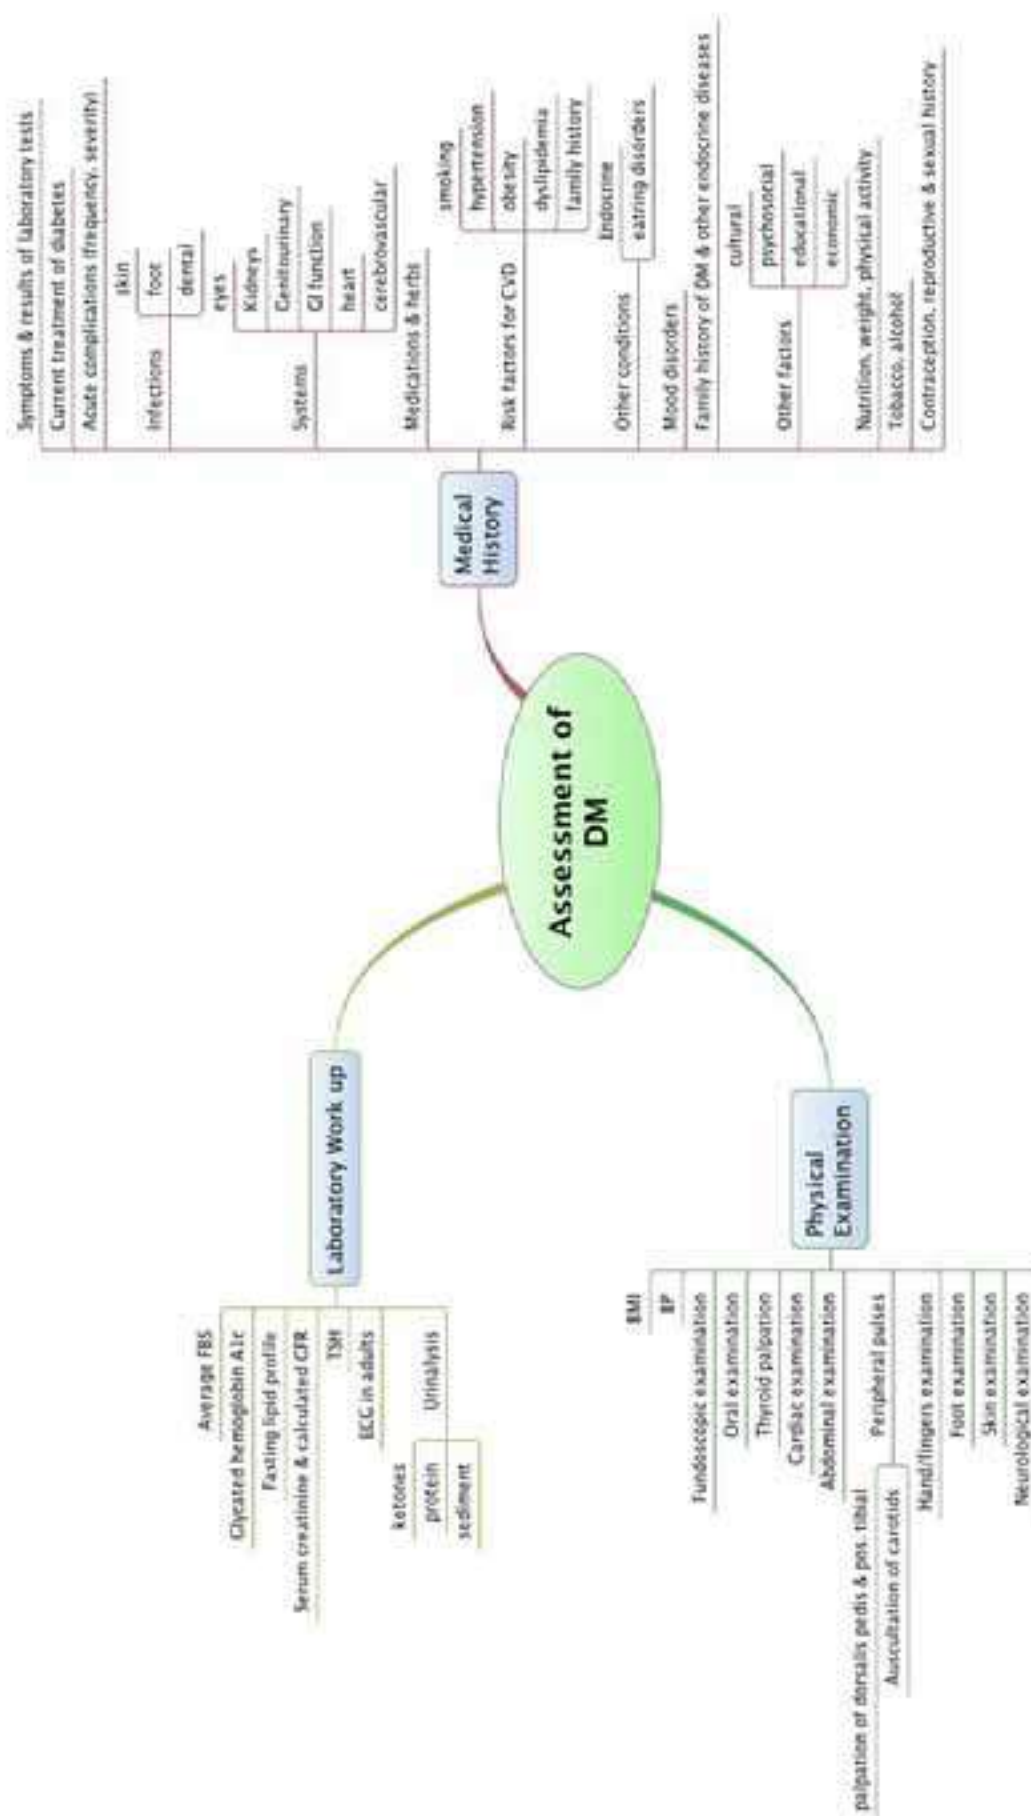 Assessment of
DM
Medical
History
Symptoms & results of laboratory tests
Current treatment of diabetes
Acute complications (frequency, severity)
Infections
skin
foot
dental
Systems
eyes
Kidneys
Genitourinary
GI function
heart
cerebrovascular
Medications & herbs
Risk factors for CVD
smoking
hypertension
obesity
dyslipidemia
family history
Other conditions
Endocrine
eatring disorders
Mood disorders
Family history of DM & other endocrine diseases
Other factors
cultural
psychosocial
educational
economic
Nutrition, weight, physical activity
Tobacco, alcohol
Contraception, reproductive & sexual history
Laboratory Work up
Average FBS
Glycated hemoglobin A1c
Fasting lipid profile
Serum creatinine & calculated GFR
TSH
ECG in adults
Urinalysis
ketones
protein
sediment
Physical
Examination
BMI
BP
Fundoscopic examination
Oral examination
Thyroid palpation
Cardiac examination
Abdominal examination
Peripheral pulses
palpation of dorsalis pedis & pos. tibial
Auscultation of carotids
Hand/fingers examination
Foot examination
Skin examination
Neurological examination